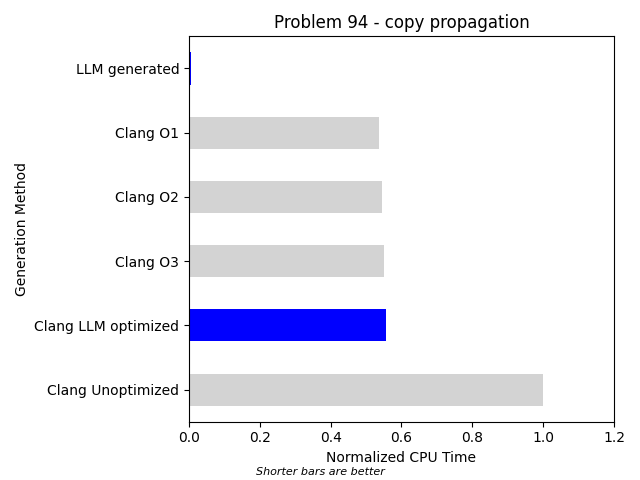 Problem 94 - copy propagation
LLM generated
Clang O1
Clang O2
Clang O3
Clang LLM optimized
Clang Unoptimized
Generation Method
0.0 0.2 0.4 0.6 0.8 1.0 1.2
Normalized CPU Time
Shorter bars are better